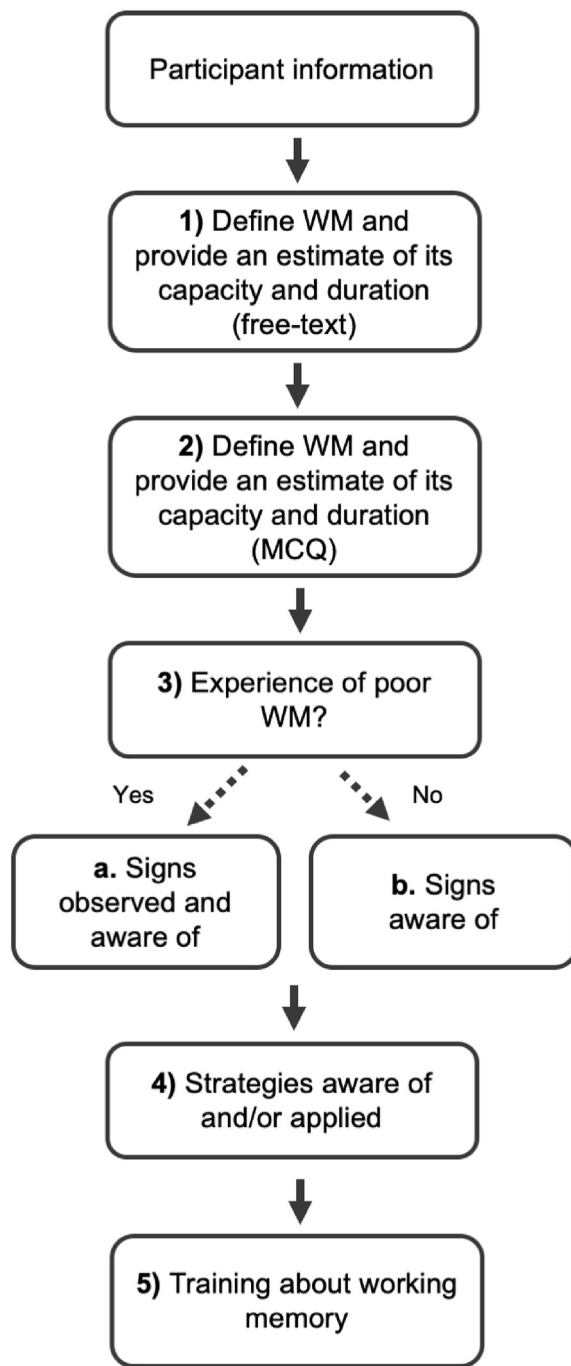 Participant information
1) Define WM and
provide an estimate of its
capacity and duration
(free-text)
2) Define WM and
provide an estimate of its
capacity and duration
(MCQ)
3) Experience of poor
WM?
Yes
No
a. Signs
observed and
aware of
b. Signs
aware of
4) Strategies aware of
and/or applied
5) Training about working
memory